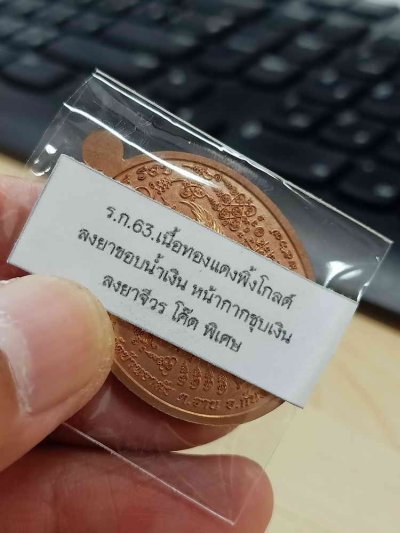 ร.ก.63.เนื้อทองแดงพิ้งโกลด์
ลงยาขอบน้ำเงิน หน้ากากชุบเงิน
ลงยาจีวร โค๊ด พิเศษ